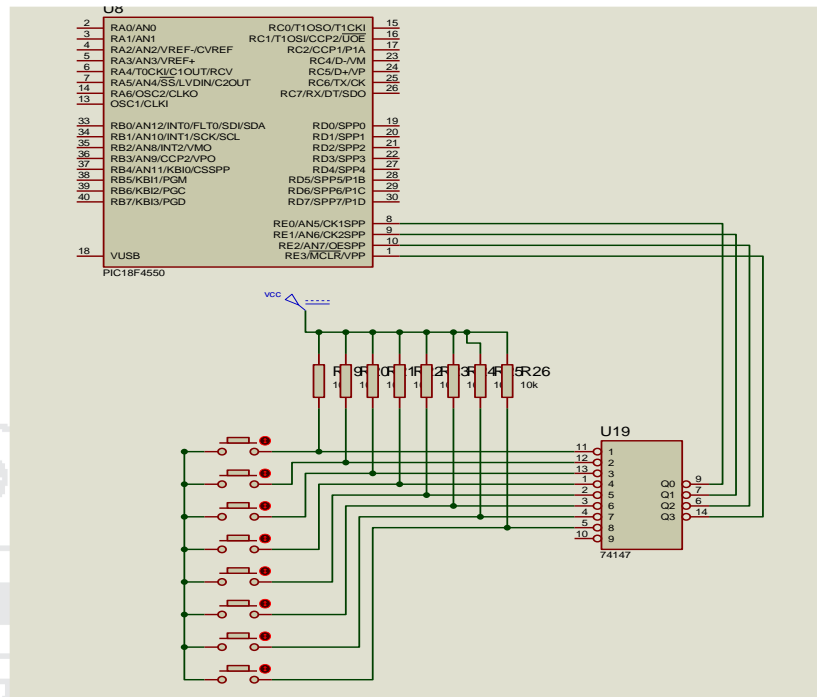 U8
2 RA0/AN0 RC0/T1OSO/T1CKI 15
3 RA1/AN1 RC1/T1OSI/CCP2/UOE 16
4 RA2/AN2/VREF-/CVREF RC2/CCP1/P1A 17
5 RA3/AN3/VREF+ RC4/D-/VM 23
6 RA4/T0CKI/C1OUT/RCV RC5/D+/VP 24
7 RA5/AN4/SS/LVDIN/C2OUT RC6/TX/CK 25
14 RA6/OSC2/CLKO RC7/RX/DT/SDO 26
13 OSC1/CLKI
33 RB0/AN12/INT0/FLT0/SDI/SDA RD0/SPP0 19
34 RB1/AN10/INT1/SCK/SCL RD1/SPP1 20
35 RB2/AN8/INT2/VMO RD2/SPP2 21
36 RB3/AN9/CCP2/VPO RD3/SPP3 22
37 RB4/AN11/KBI0/CSSPP RD4/SPP4 27
38 RB5/KBI1/PGM RD5/SPP5/P1B 28
39 RB6/KBI2/PGC RD6/SPP6/P1C 29
40 RB7/KBI3/PGD RD7/SPP7/P1D 30
RE0/AN5/CK1SPP 8
RE1/AN6/CK2SPP 9
RE2/AN7/OESPP 10
18 VUSB RE3/MCLR/VPP 1
PIC18F4550
VCC
R26
10k
U19
11 1
12 2
13 3
1 4 Q0 9
2 5 Q1 7
3 6 Q2 6
4 7 Q3 14
5 8
10 9
74147